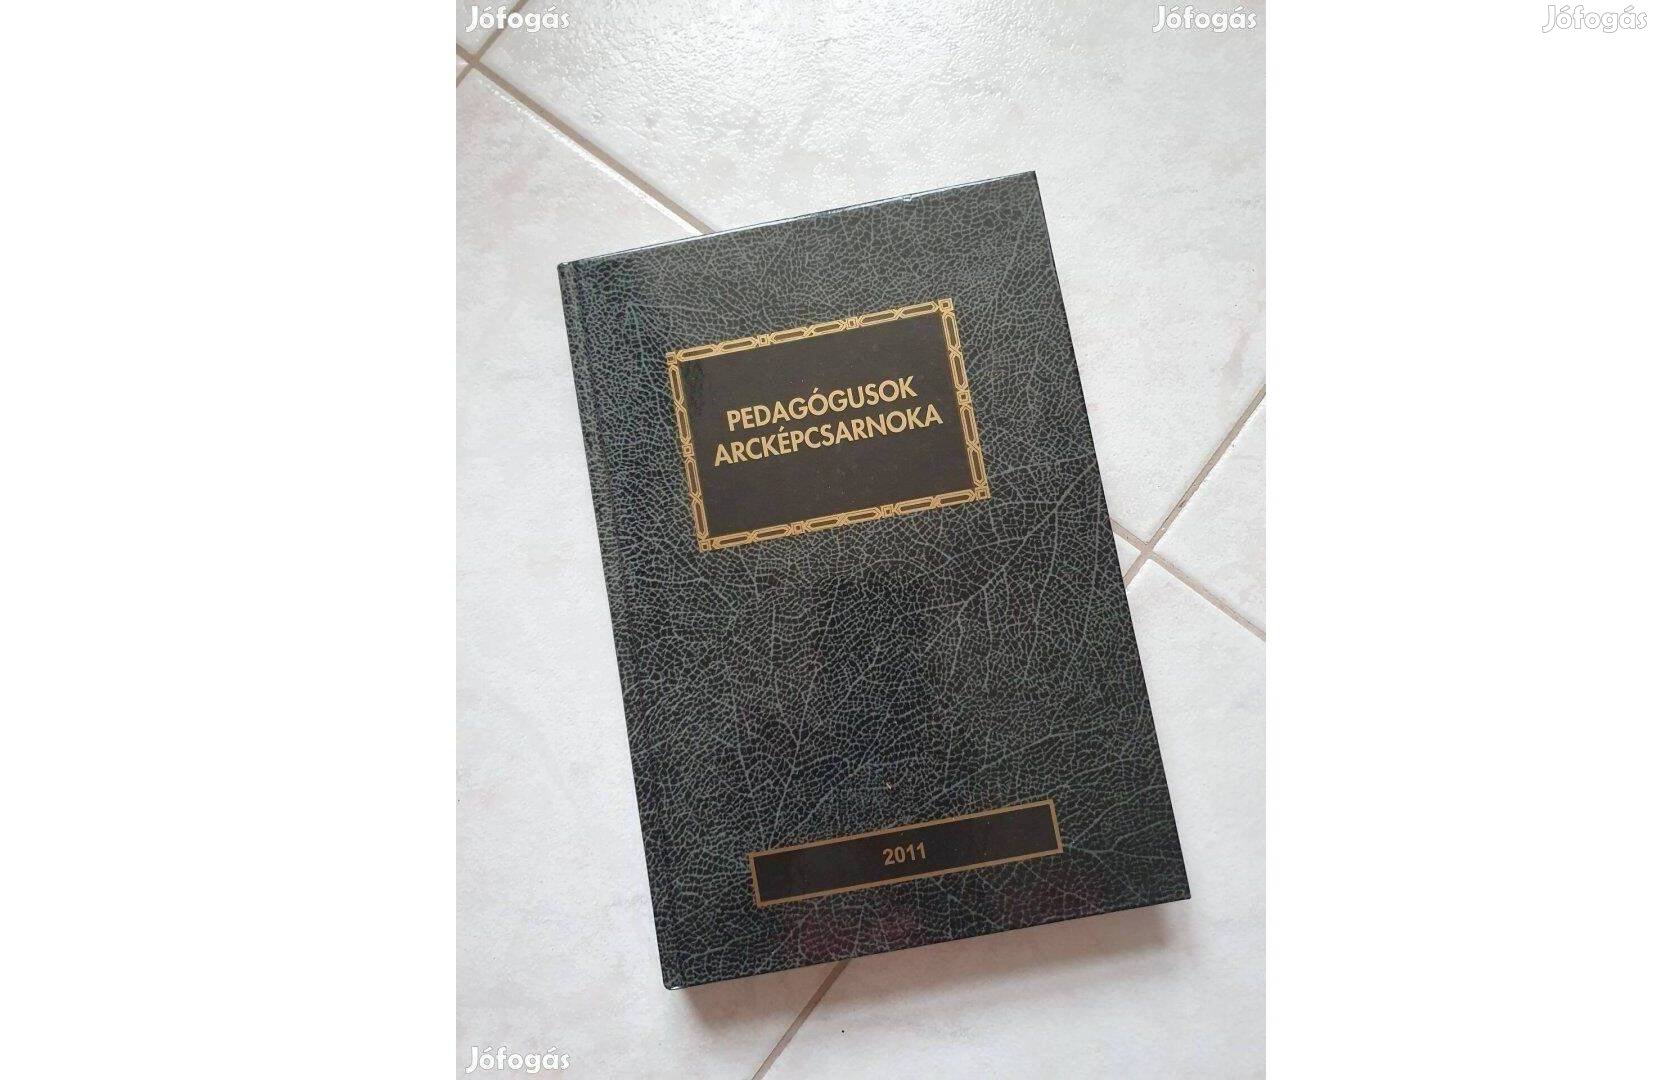 Jófogás
Jófogás
Jófogás
PEDAGÓGUSOK
ARCKÉPCSARNOKA
2011
Jófogás